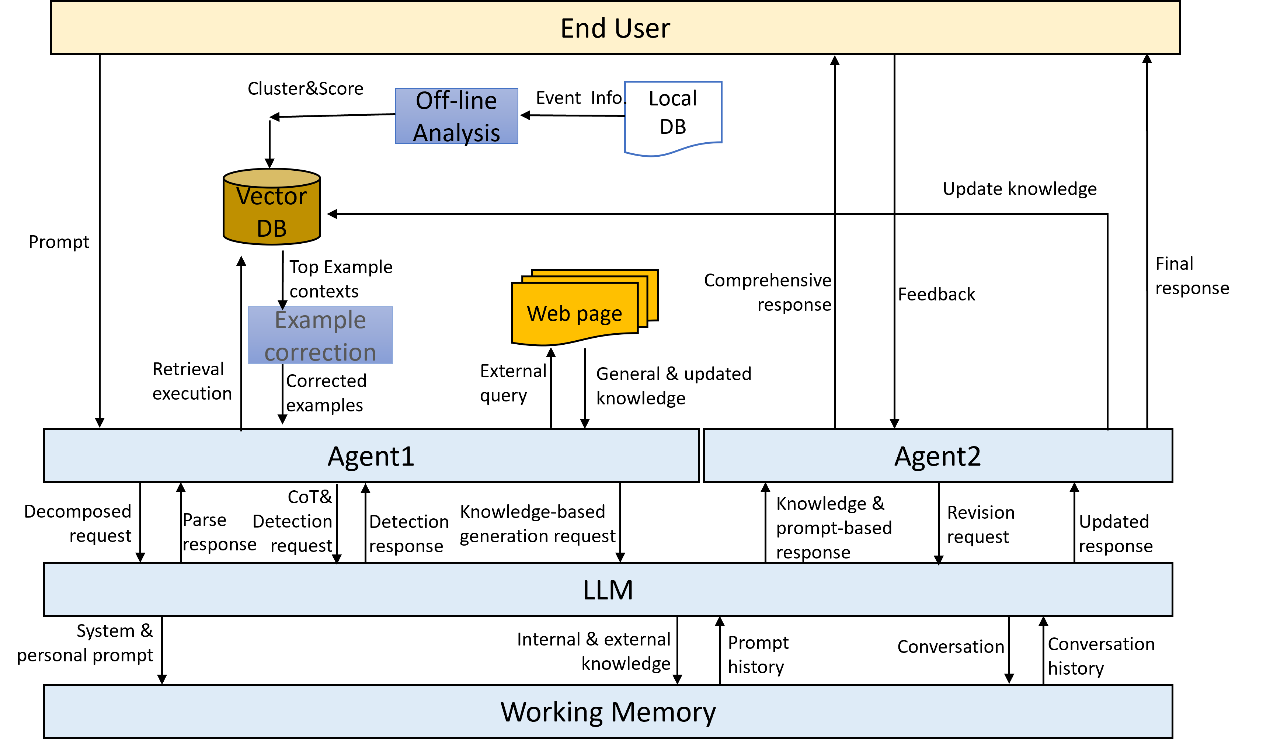 End User
Cluster&Score
Off-line
Analysis
Event Info.
Local
DB
Vector
DB
Update knowledge
Prompt
Top Example
contexts
Comprehensive
response
Feedback
Final
response
Web page
Example
correction
Retrieval
execution
Corrected
examples
External
query
General & updated
knowledge
Agent1
Agent2
Decomposed
request
Parse
response
CoT&
Detection
request
Detection
response
Knowledge-based
generation request
Knowledge &
prompt-based
response
Revision
request
Updated
response
LLM
System &
personal prompt
Internal & external
knowledge
Prompt
history
Conversation
Conversation
history
Working Memory